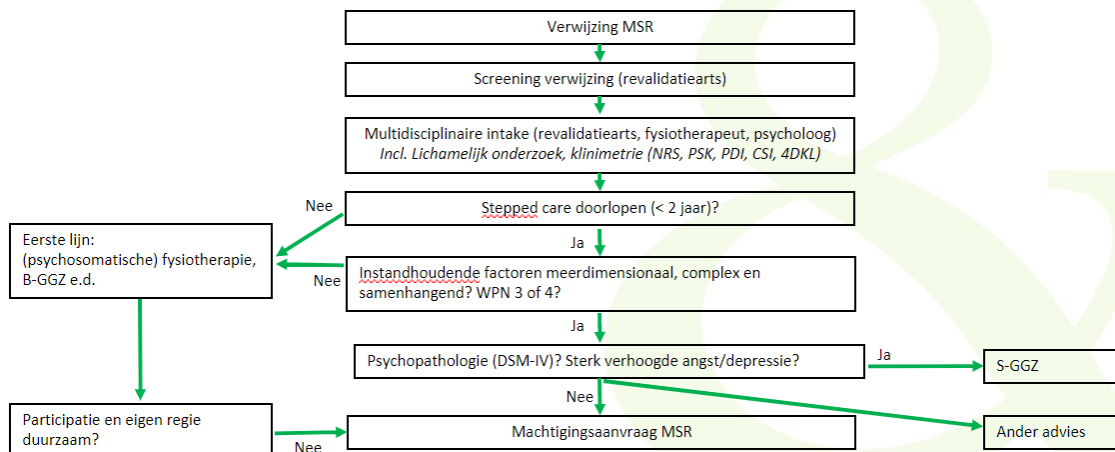 Verwijzing MSR
Screening verwijzing (revalidatiearts)
Multidisciplinaire intake (revalidatiearts, fysiotherapeut, psycholoog)
Incl. Lichamelijk onderzoek, klinimetrie (NRS, PSK, PDI, CSI, 4DKL)
Nee
Stepped care doorlopen (< 2 jaar)?
Eerste lijn:
(psychosomatische) fysiotherapie,
B-GGZ e.d.
Ja
Nee
Instandhoudende factoren meerdimensionaal, complex en
samenhangend? WPN 3 of 4?
Ja
Psychopathologie (DSM-IV)? Sterk verhoogde angst/depressie?
Ja
S-GGZ
Nee
Participatie en eigen regie
duurzaam?
Nee
Machtigingsaanvraag MSR
Ander advies